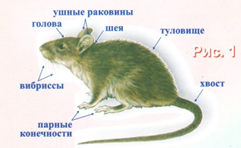 ушные раковины
голова
шея
туловище
Рис. 1
вибриссы
хвост
парные
конечности